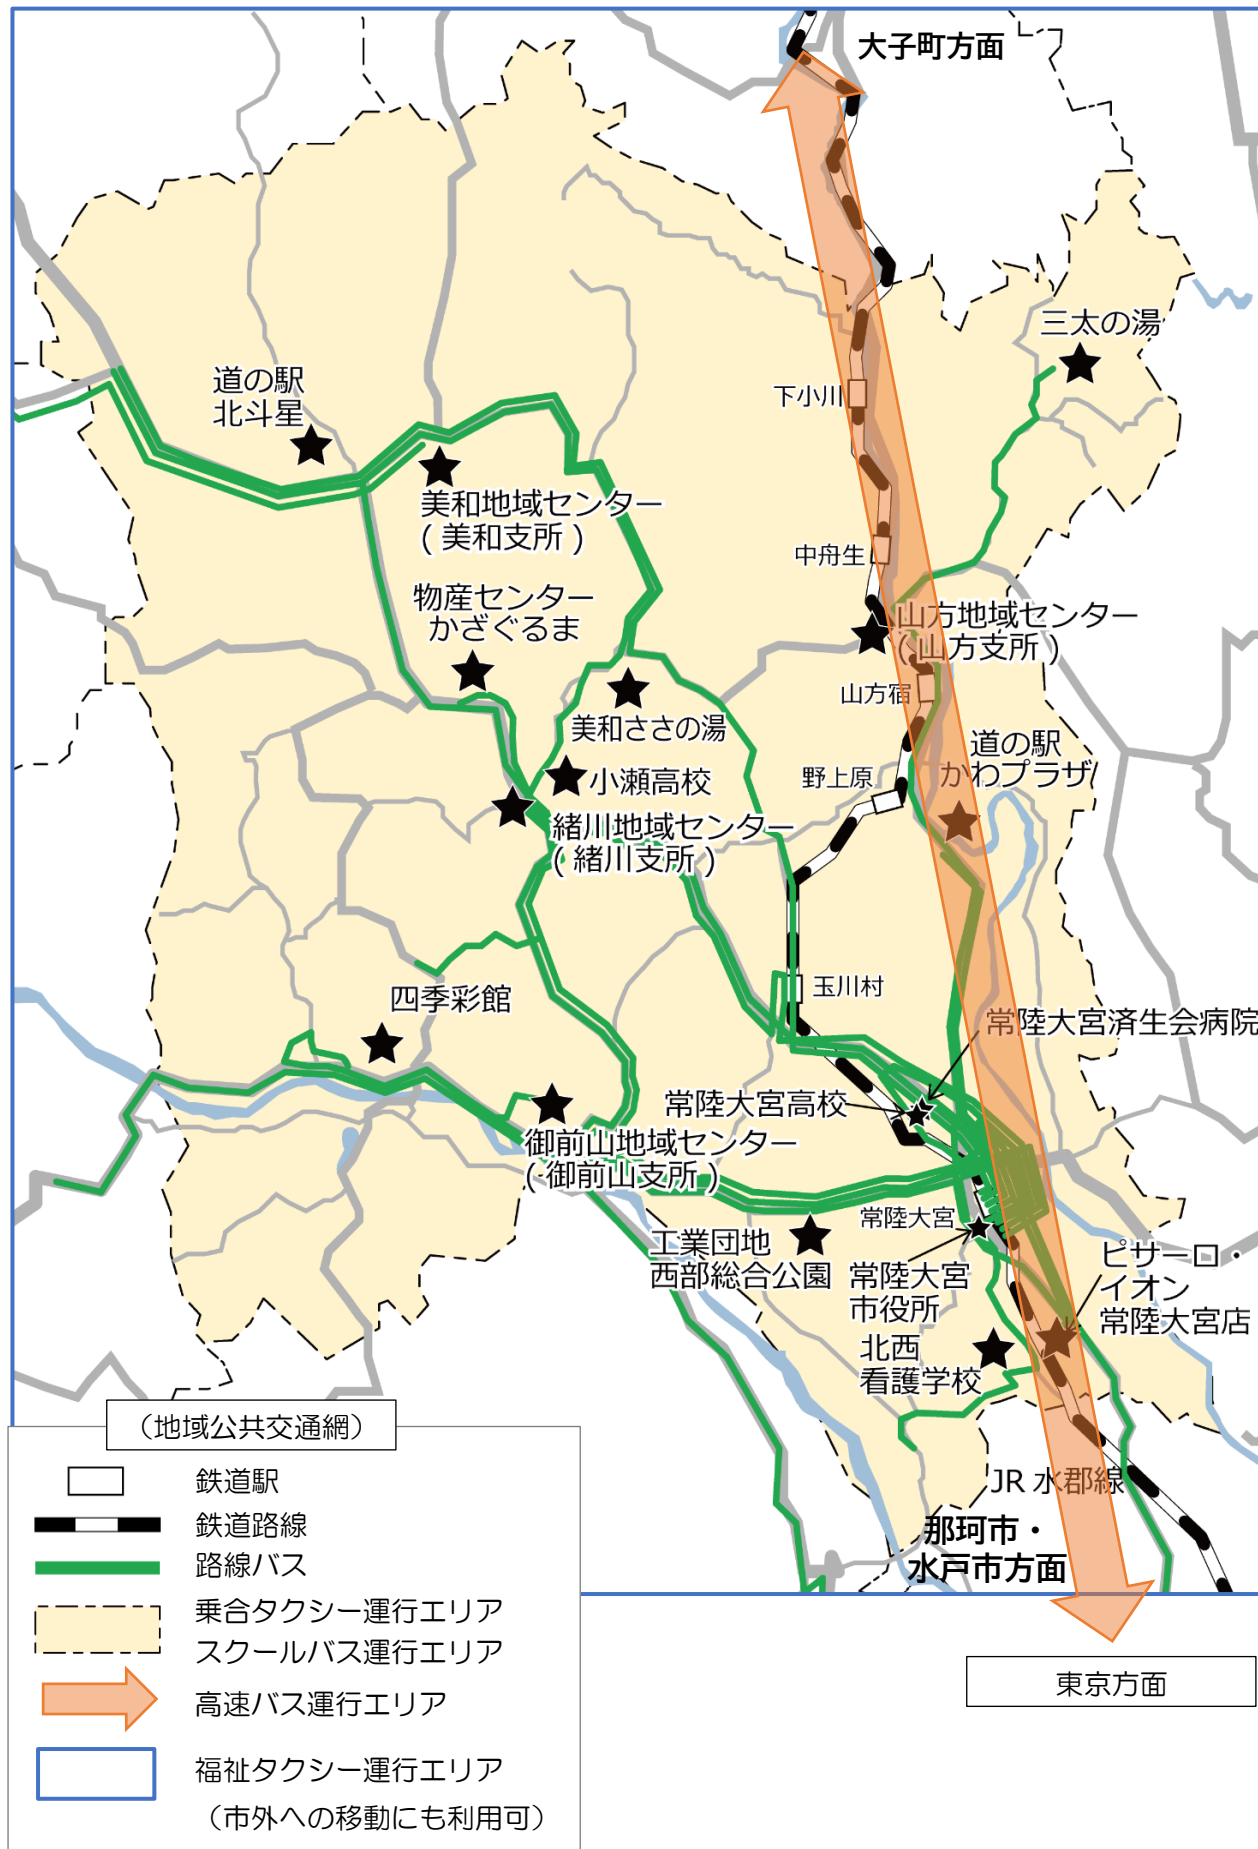 大子町方面
三太の湯
道の駅
北斗星
下小川
美和地域センター
(美和支所)
中舟生
物産センター
かざぐるま
山方地域センター
(山方支所)
山方宿
美和ささの湯
道の駅
かわプラザ
野上原
小瀬高校
緒川地域センター
(緒川支所)
玉川村
四季彩館
常陸大宮済生会病院
常陸大宮高校
御前山地域センター
(御前山支所)
常陸大宮
工業団地
西部総合公園
常陸大宮
市役所
ピサーロ・
イオン
常陸大宮店
北西
看護学校
JR 水郡線
那珂市・
水戸市方面
東京方面
（地域公共交通網）
鉄道駅
鉄道路線
路線バス
乗合タクシー運行エリア
スクールバス運行エリア
高速バス運行エリア
福祉タクシー運行エリア
（市外への移動にも利用可）